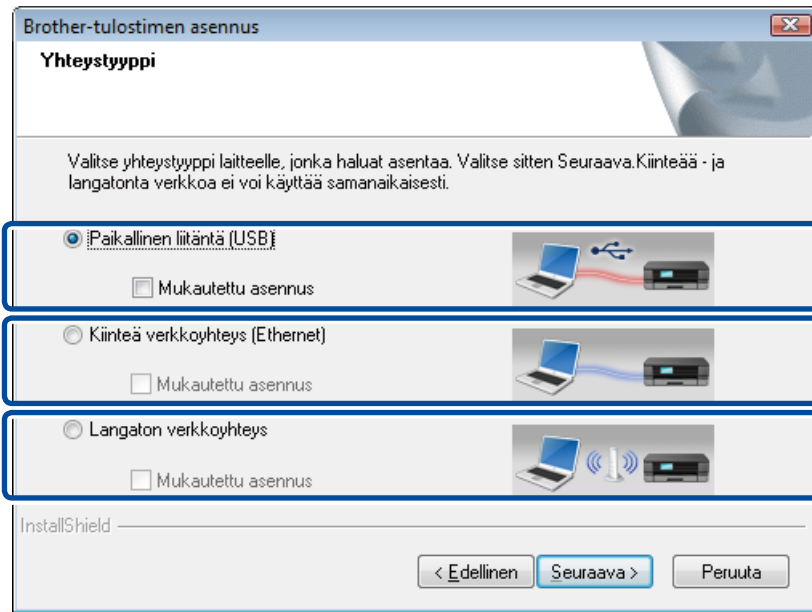 Brother-tulostimen asennus
Yhteystyyppi
Valitse yhteystyyppi laitteelle, jonka haluat asentaa. Valitse sitten Seuraava.Kiinteää - ja
langatonta verkkoa ei voi käyttää samanaikaisesti.
Paikallinen liitäntä (USB)
Mukautettu asennus
Kiinteä verkkoyhteys (Ethernet)
Mukautettu asennus
Langaton verkkoyhteys
Mukautettu asennus
InstallShield
< Edellinen Seuraava > Peruuta